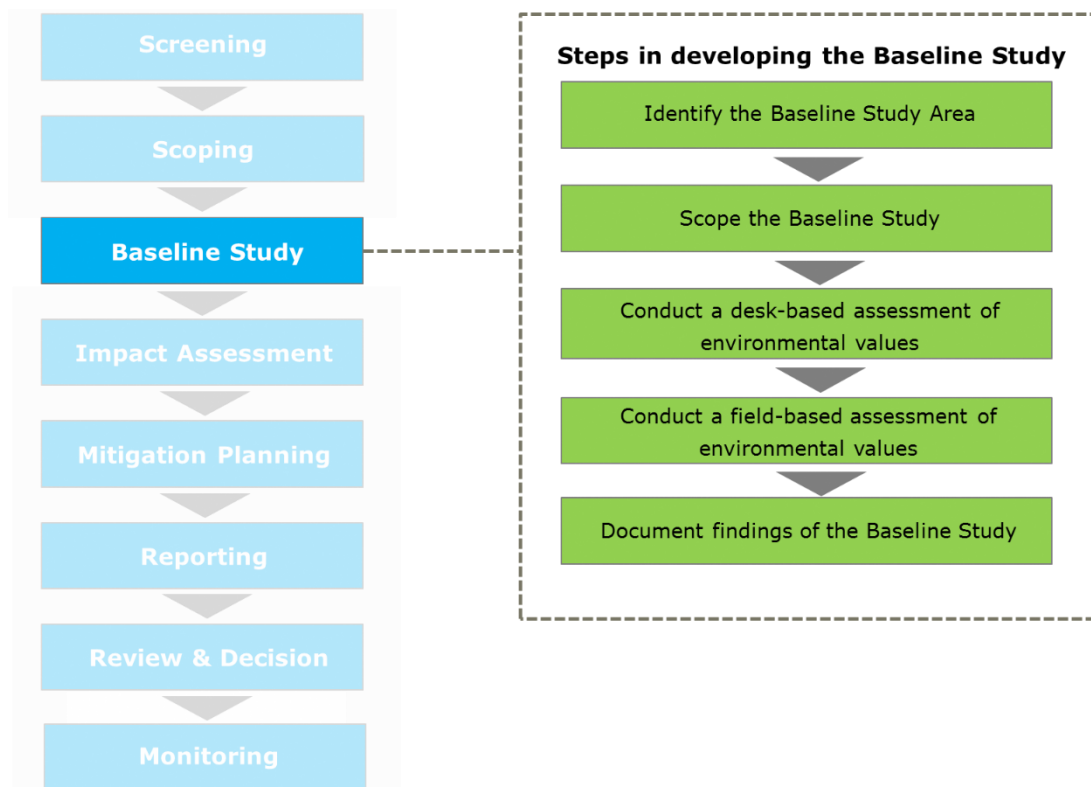 Screening
Scoping
Baseline Study
Impact Assessment
Mitigation Planning
Reporting
Review & Decision
Monitoring
Steps in developing the Baseline Study
Identify the Baseline Study Area
Scope the Baseline Study
Conduct a desk-based assessment of
environmental values
Conduct a field-based assessment of
environmental values
Document findings of the Baseline Study